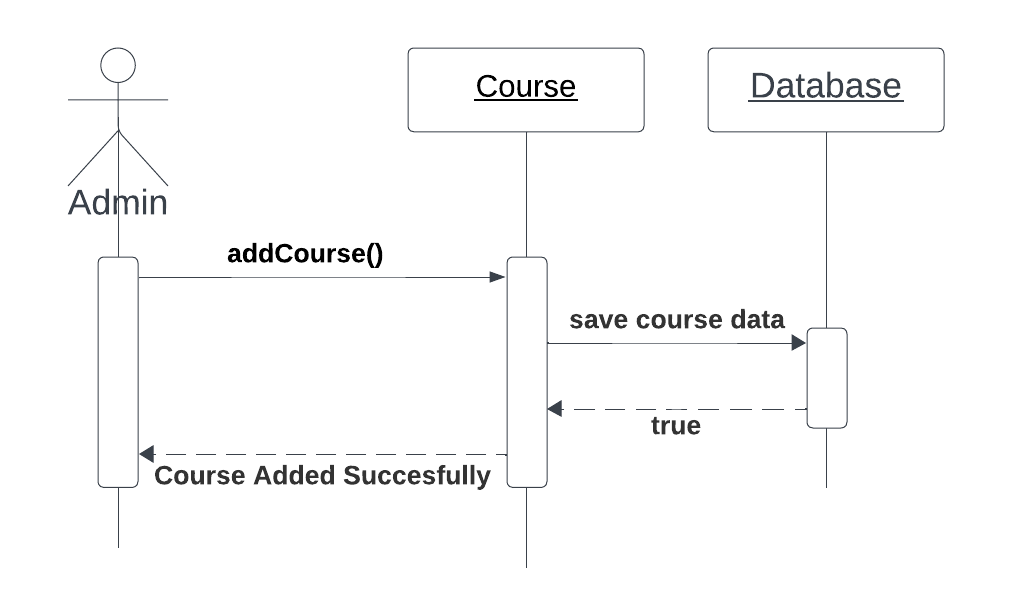 Course
Database
Admin
addCourse()
save course data
true
Course Added Succesfully